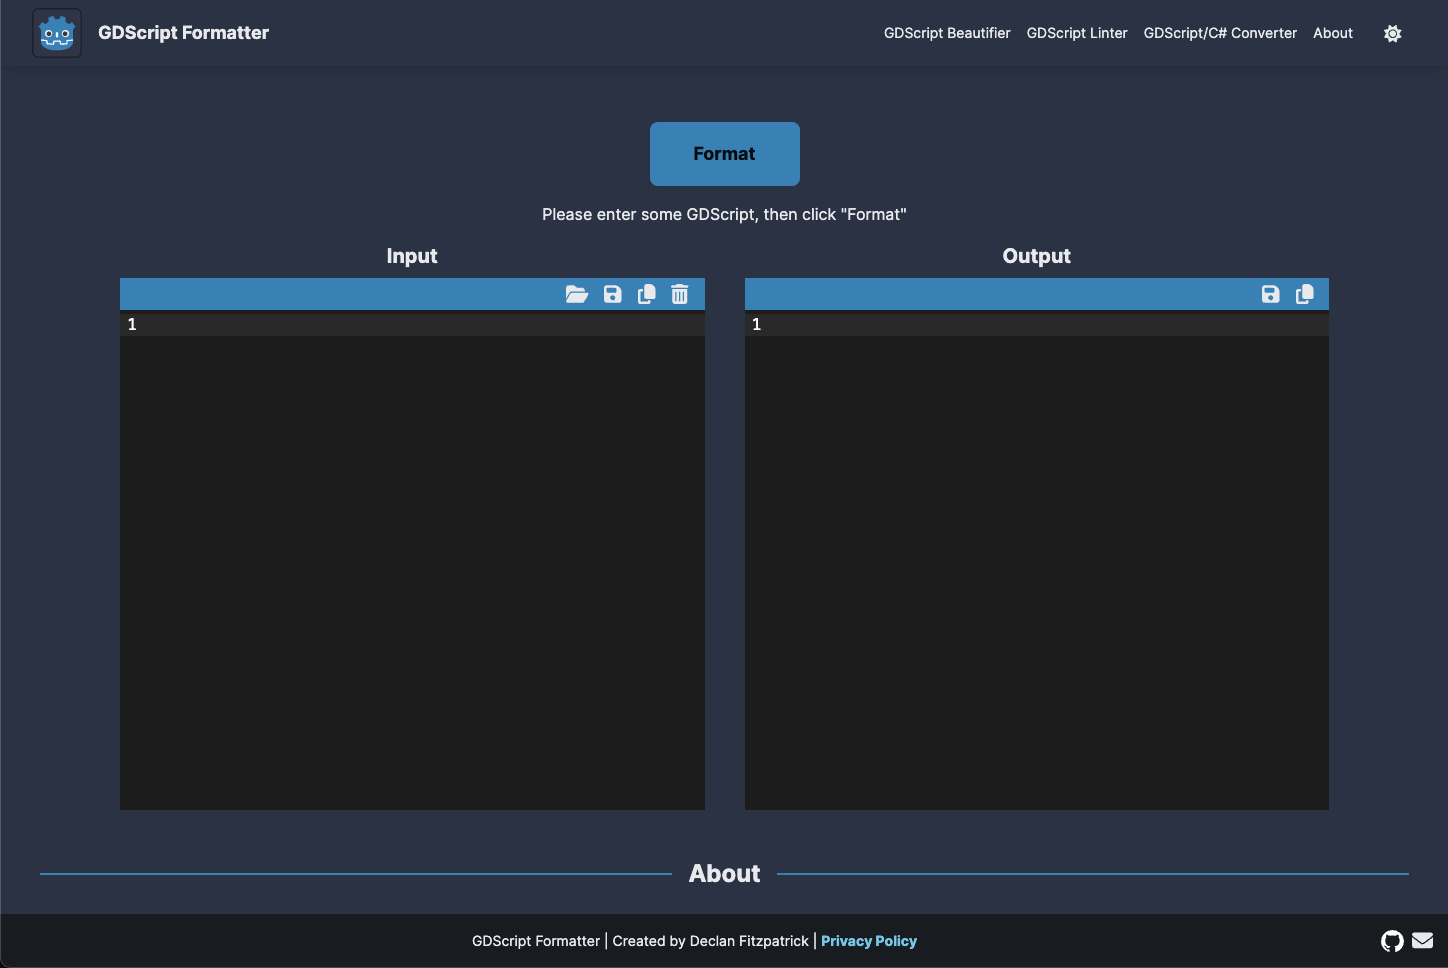 GDScript Formatter
GDScript Beautifier GDScript Linter GDScript/C# Converter About
Format
Please enter some GDScript, then click "Format"
Input
Output
1
1
About
GDScript Formatter | Created by Declan Fitzpatrick | Privacy Policy